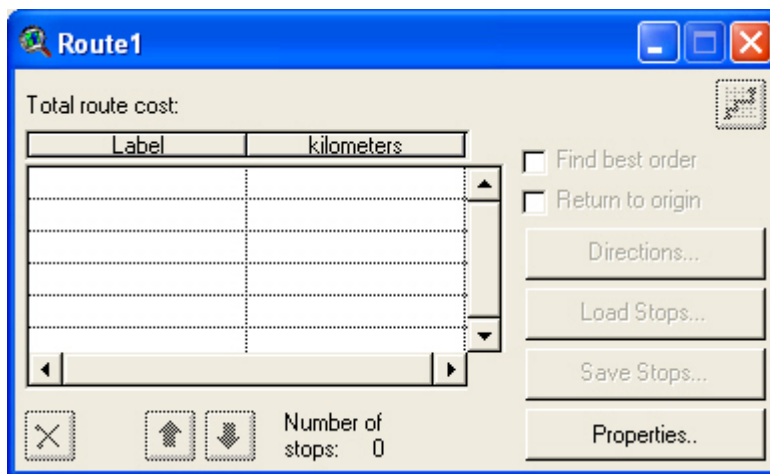 Route1
Total route cost:
Label kilometers
Find best order
Return to origin
Directions...
Load Stops...
Save Stops...
Properties..
Number of
stops: 0